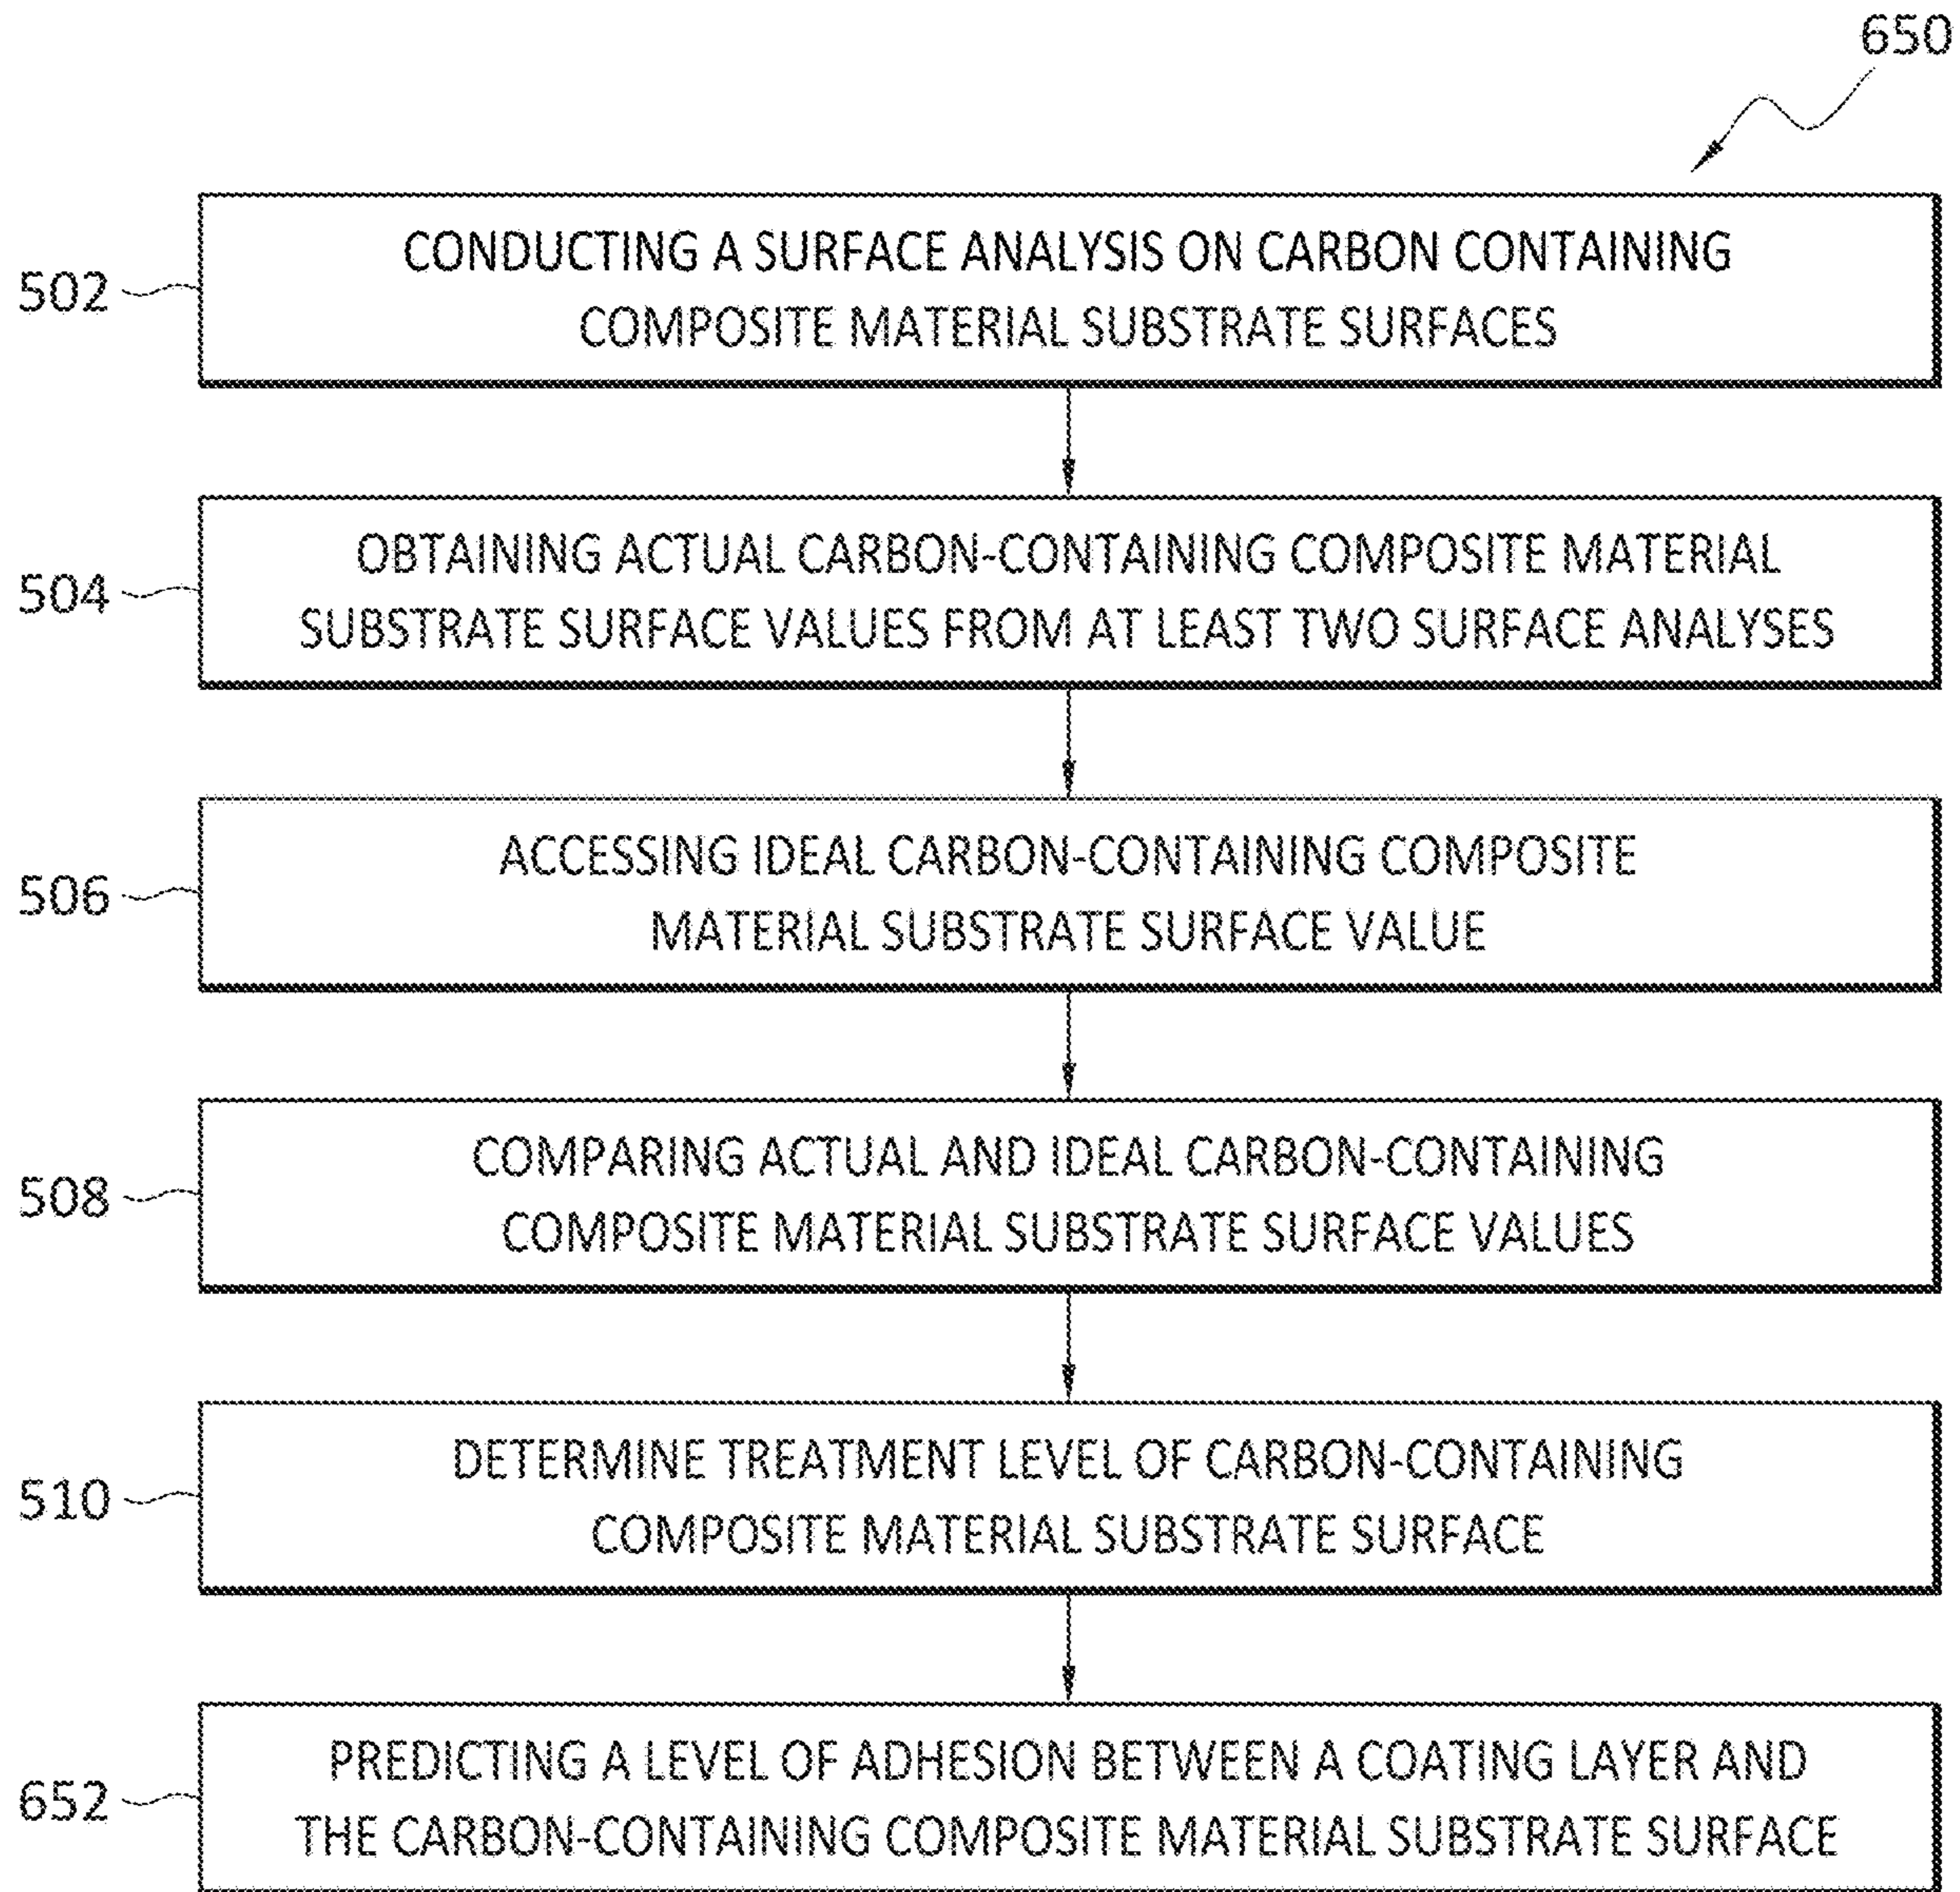 650
502
CONDUCTING A SURFACE ANALYSIS ON CARBON CONTAINING
COMPOSITE MATERIAL SUBSTRATE SURFACES
504
OBTAINING ACTUAL CARBON-CONTAINING COMPOSITE MATERIAL
SUBSTRATE SURFACE VALUES FROM AT LEAST TWO SURFACE ANALYSES
506
ACCESSING IDEAL CARBON-CONTAINING COMPOSITE
MATERIAL SUBSTRATE SURFACE VALUE
508
COMPARING ACTUAL AND IDEAL CARBON-CONTAINING
COMPOSITE MATERIAL SUBSTRATE SURFACE VALUES
510
DETERMINE TREATMENT LEVEL OF CARBON-CONTAINING
COMPOSITE MATERIAL SUBSTRATE SURFACE
652
PREDICTING A LEVEL OF ADHESION BETWEEN A COATING LAYER AND
THE CARBON-CONTAINING COMPOSITE MATERIAL SUBSTRATE SURFACE